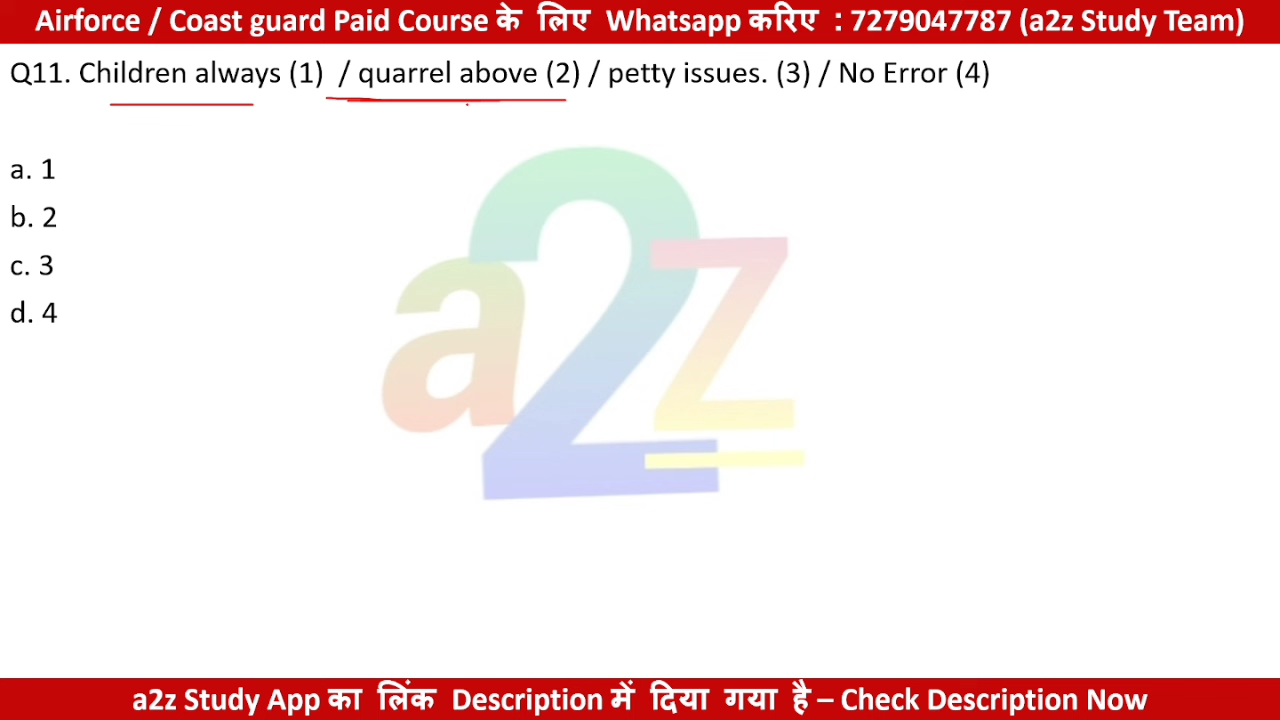 Airforce / Coast guard Paid Course के लिए Whatsapp करिए : 7279047787 (a2z Study Team)
Q11. Children always (1) / quarrel above (2) / petty issues. (3) / No Error (4)
a. 1
b. 2
c. 3
d. 4
a2z
a2z Study App का लिंक Description में दिया गया है – Check Description Now